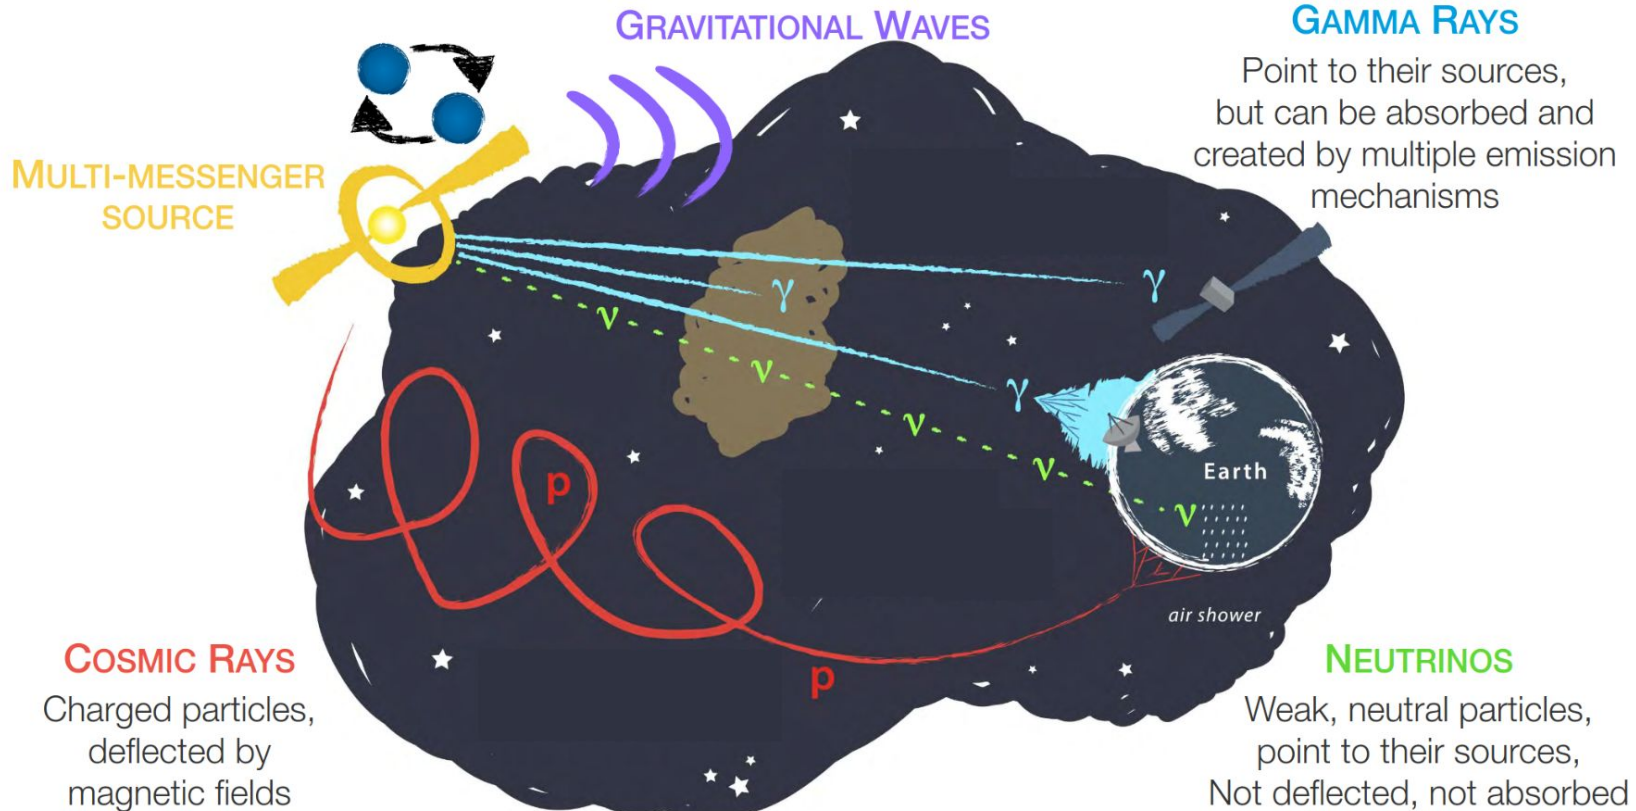 GRAVITATIONAL WAVES
GAMMA RAYS
Point to their sources,
but can be absorbed and
created by multiple emission
mechanisms
MULTI-MESSENGER
SOURCE
γ
γ
ν
ν
γ
ν
ν
ν
p
Earth
air shower
p
COSMIC RAYS
Charged particles,
deflected by
magnetic fields
NEUTRINOS
Weak, neutral particles,
point to their sources,
Not deflected, not absorbed